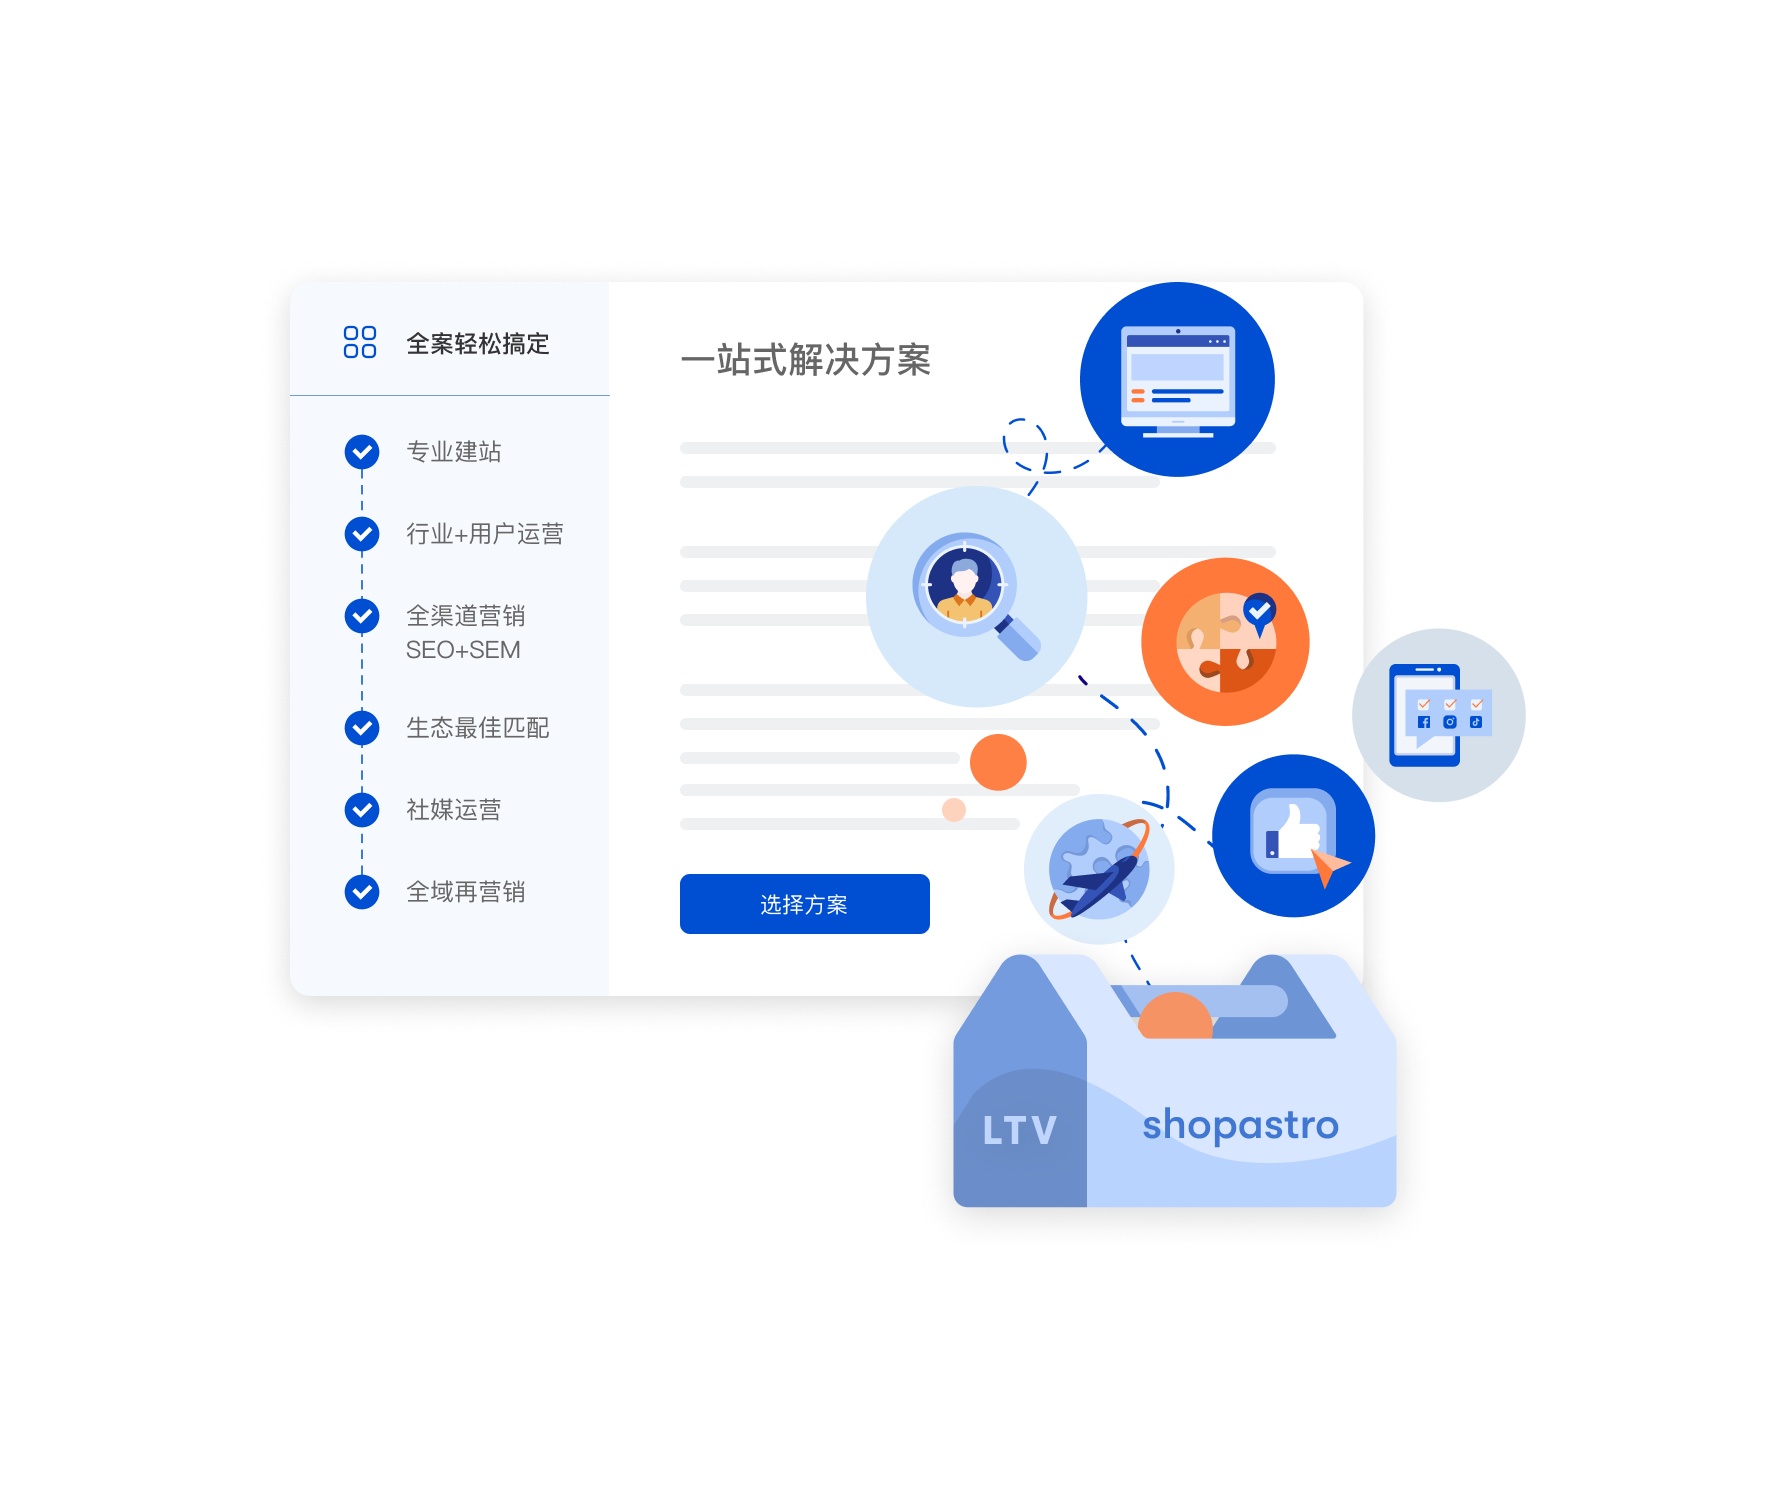 全案轻松搞定
专业建站
行业+用户运营
全渠道营销
SEO+SEM
生态最佳匹配
社媒运营
全域再营销
一站式解决方案
选择方案
LTV
shopastro